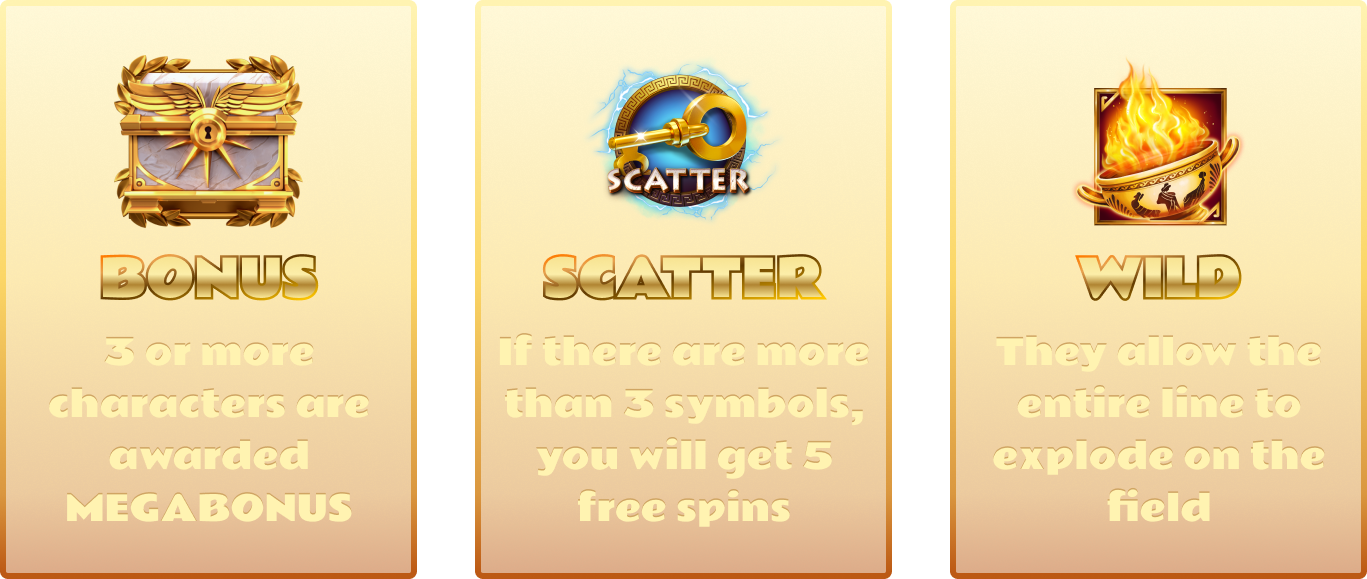 BONUS
3 or more
characters are
awarded
MEGABONUS
SCATTER
SCATTER
If there are more
than 3 symbols,
you will get 5
free spins
WILD
They allow the
entire line to
explode on the
field